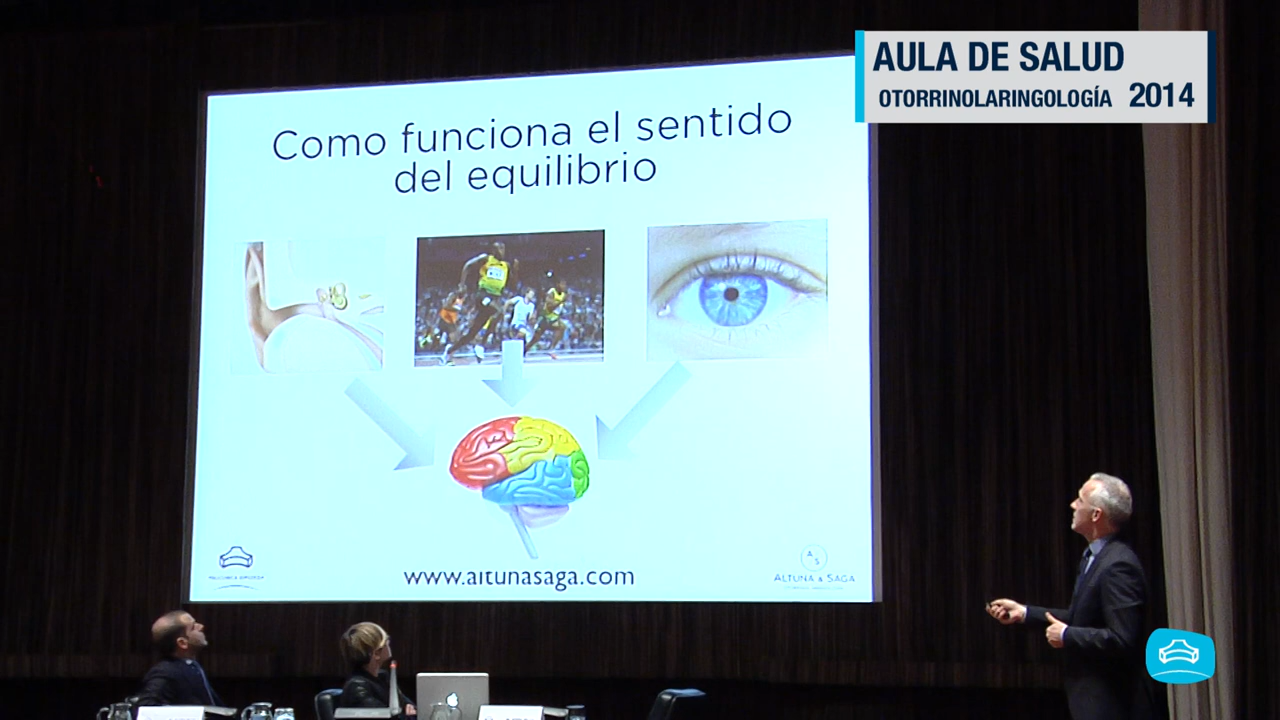 AULA DE SALUD
OTORRINOLARINGOLOGÍA 2014
Como funciona el sentido
del equilibrio
www.altunasaga.com
A S
ALTUNA & SAGA